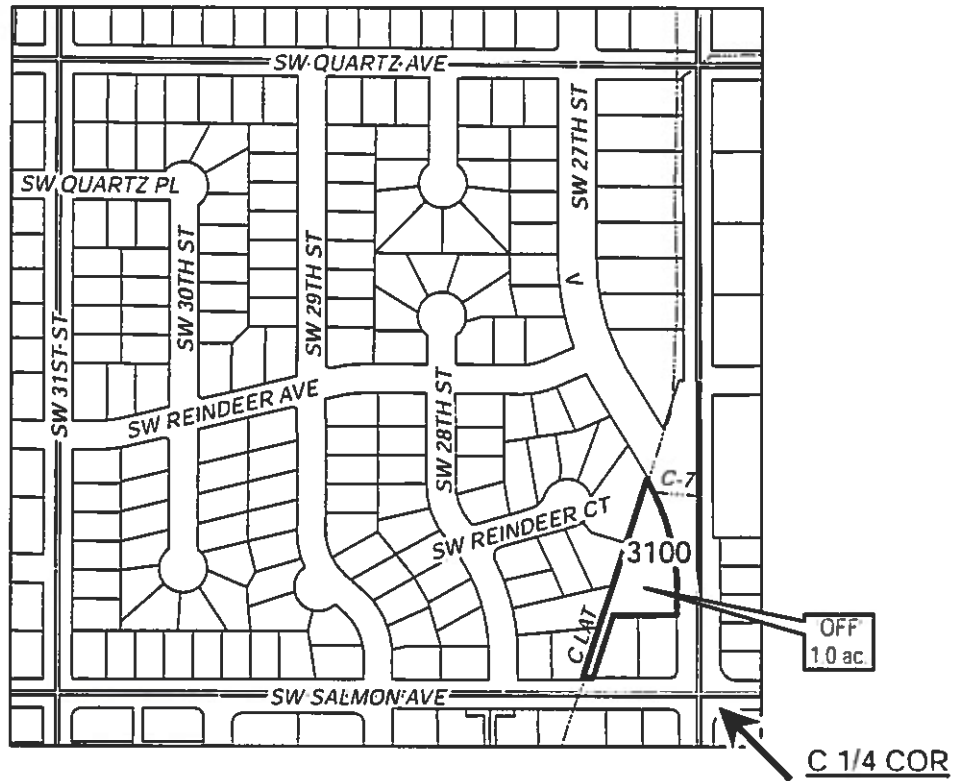 SW QUARTZ AVE
SW 27TH ST
SW QUARTZ PL
SW 30TH ST
SW 29TH ST
SW 31ST ST
SW REINDEER AVE
SW 28TH ST
C-7
SW REINDEER CT
3100
C LAT
OFF
1.0 ac.
SW SALMON AVE
C 1/4 COR